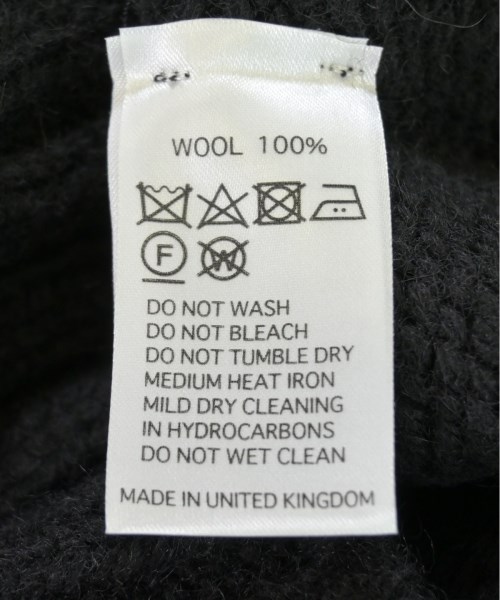 WOOL 100%
F W
DO NOT WASH
DO NOT BLEACH
DO NOT TUMBLE DRY
MEDIUM HEAT IRON
MILD DRY CLEANING
IN HYDROCARBONS
DO NOT WET CLEAN
MADE IN UNITED KINGDOM